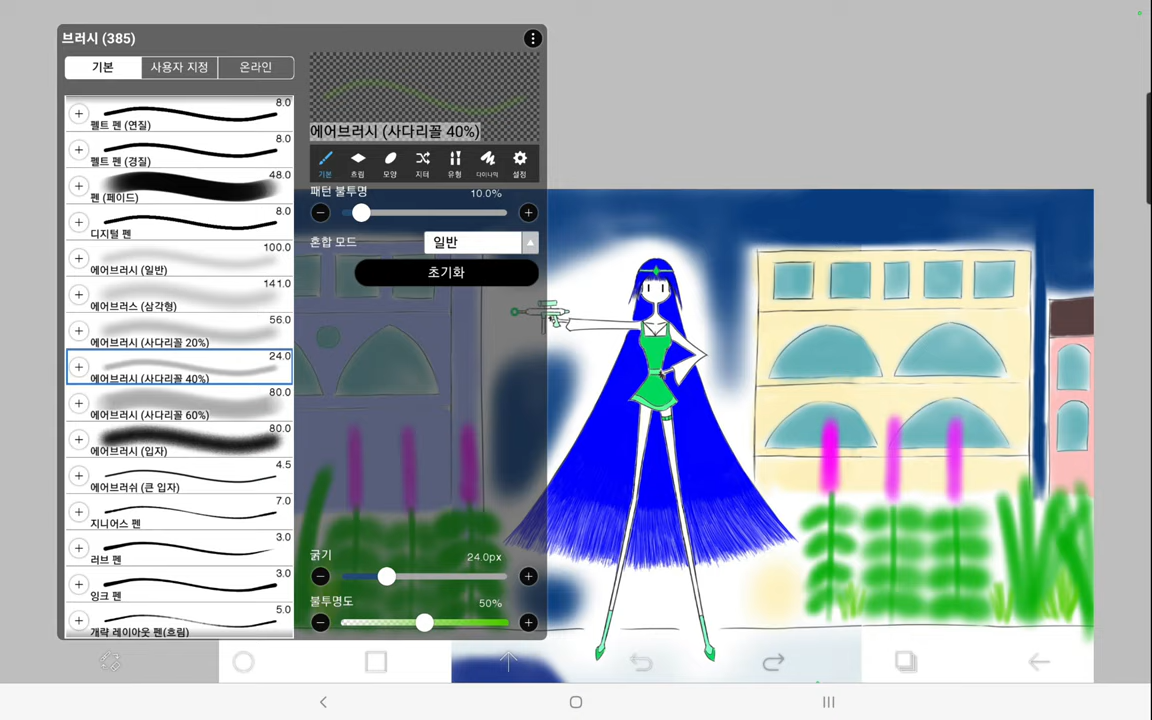 브러시 (385)
기본 사용자 지정 온라인
8.0
펠트 펜 (연질)
8.0
펠트 펜 (경질)
48.0
펜 (페이드)
8.0
디지털 펜
100.0
에어브러시 (일반)
141.0
에어브러스 (삼각형)
56.0
에어브러시 (사다리꼴 20%)
24.0
에어브러시 (사다리꼴 40%)
80.0
에어브러시 (사다리꼴 60%)
80.0
에어브러시 (입자)
4.5
에어브러쉬 (큰 입자)
7.0
지니어스 펜
3.0
러브 펜
3.0
잉크 펜
5.0
개략 레이아웃 펜(흐림)
에어브러시 (사다리꼴 40%)
기본 흐림 모양 지터 유형 다이나믹 설정
패턴 불투명 10.0%
혼합 모드 일반
초기화
굵기 24.0px
불투명도 50%